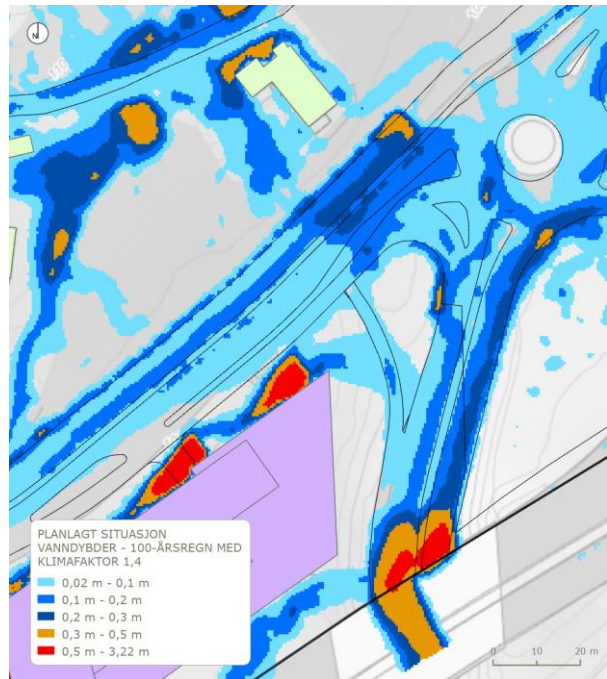 N
PLANLAGT SITUASJON
VANNDYBDER - 100-ÅRSREGN MED
KLIMAFAKTOR 1,4
0,02 m - 0,1 m
0,1 m - 0,2 m
0,2 m - 0,3 m
0,3 m - 0,5 m
0,5 m - 3,22 m
0 10 20 m